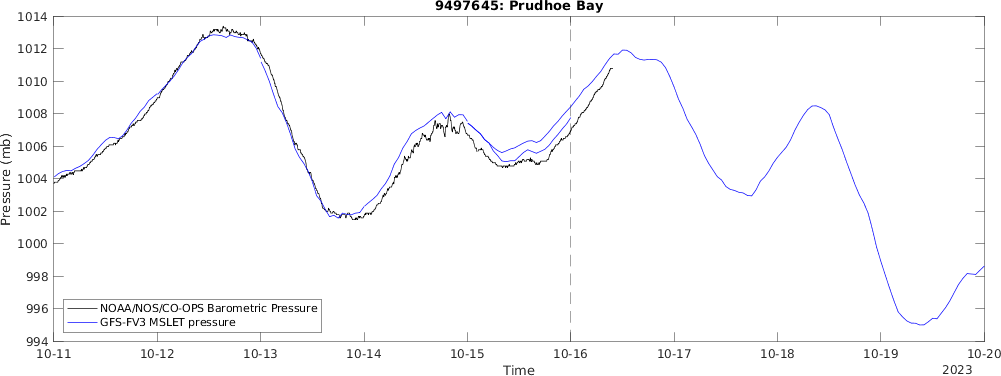 9497645: Prudhoe Bay
1014
1012
1010
1008
1006
1004
1002
1000
998
996
994
Pressure (mb)
NOAA/NOS/CO-OPS Barometric Pressure
GFS-FV3 MSLET pressure
10-11 10-12 10-13 10-14 10-15 10-16 10-17 10-18 10-19 10-20
Time
2023